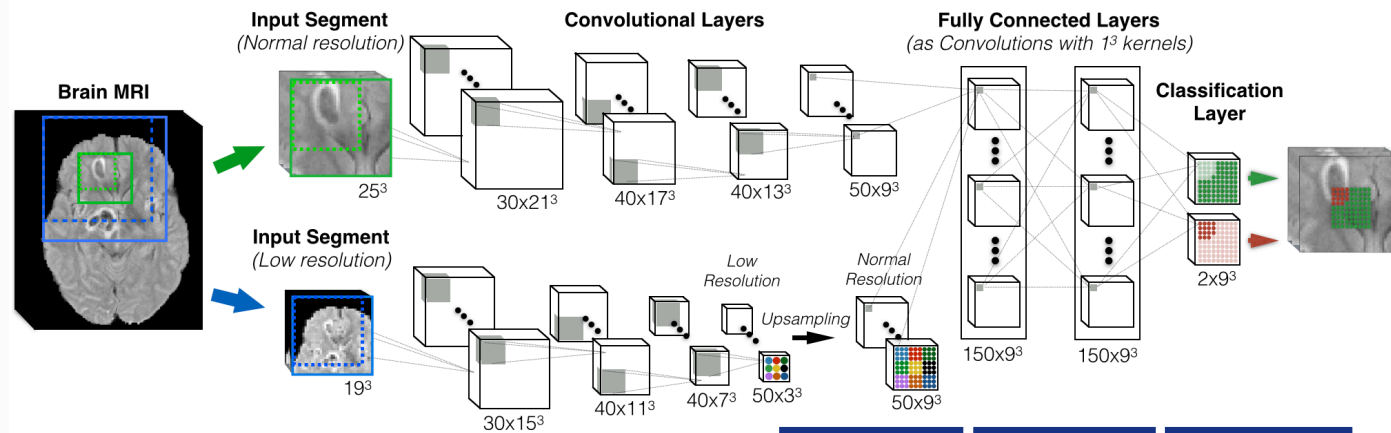 Brain MRI
Input Segment
(Normal resolution)
25³
Convolutional Layers
30x21³
40x17³
40x13³
50x9³
Input Segment
(Low resolution)
19³
30x15³
40x11³
40x7³
Low
Resolution
50x3³
Upsampling
Normal
Resolution
50x9³
Fully Connected Layers
(as Convolutions with 1³ kernels)
150x9³
150x9³
Classification
Layer
2x9³